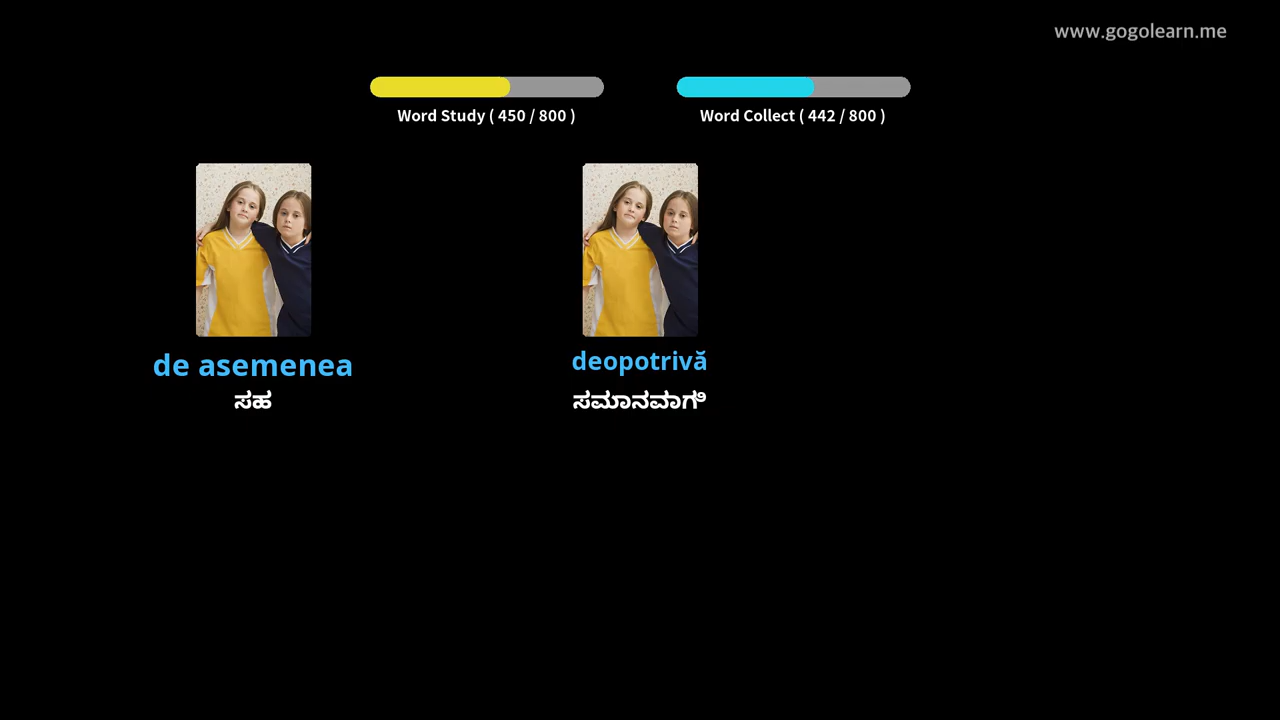 www.gogolearn.me
Word Study ( 450 / 800 )
Word Collect ( 442 / 800 )
de asemenea
ಸಹ
deopotrivă
ಸಮಾನವಾಗಿ